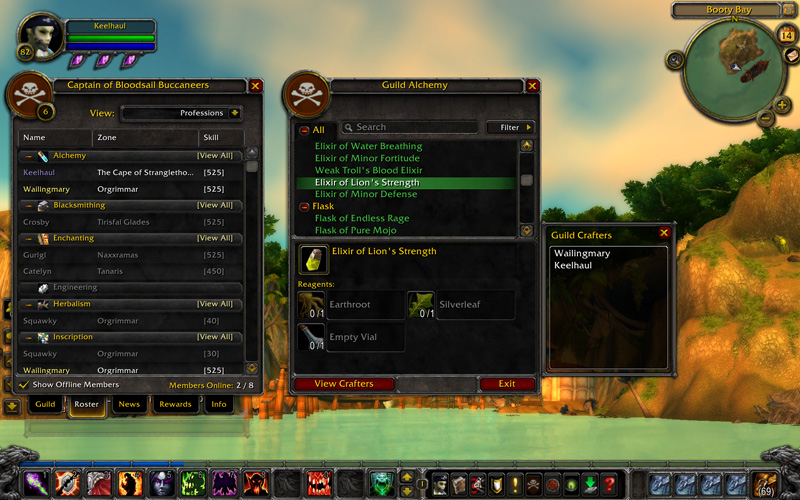 Keelhaul
82
Booty Bay
N
14
Captain of Bloodsail Buccaneers
6
View: Professions
Name Zone Skill
Alchemy [View All]
Keelhaul The Cape of Strangletho... [525]
Wailingmary Orgrimmar [525]
Blacksmithing [View All]
Crosby Tirisfal Glades [525]
Enchanting [View All]
Gurlgl Naxxramas [525]
Catelyn Tanaris [450]
Engineering
Herbalism [View All]
Squawky Orgrimmar [40]
Inscription [View All]
Squawky Orgrimmar [30]
Wailingmary Orgrimmar [525]
Show Offline Members Members Online: 2 / 8
Guild Roster News Rewards Info
Guild Alchemy
All Search Filter
Elixir of Water Breathing
Elixir of Minor Fortitude
Weak Troll's Blood Elixir
Elixir of Lion's Strength
Elixir of Minor Defense
Flask
Flask of Endless Rage
Flask of Pure Mojo
Elixir of Lion's Strength
Reagents:
0/1 Earthroot 0/1 Silverleaf
0/1 Empty Vial
View Crafters Exit
Guild Crafters
Wailingmary
Keelhaul
1
(69)